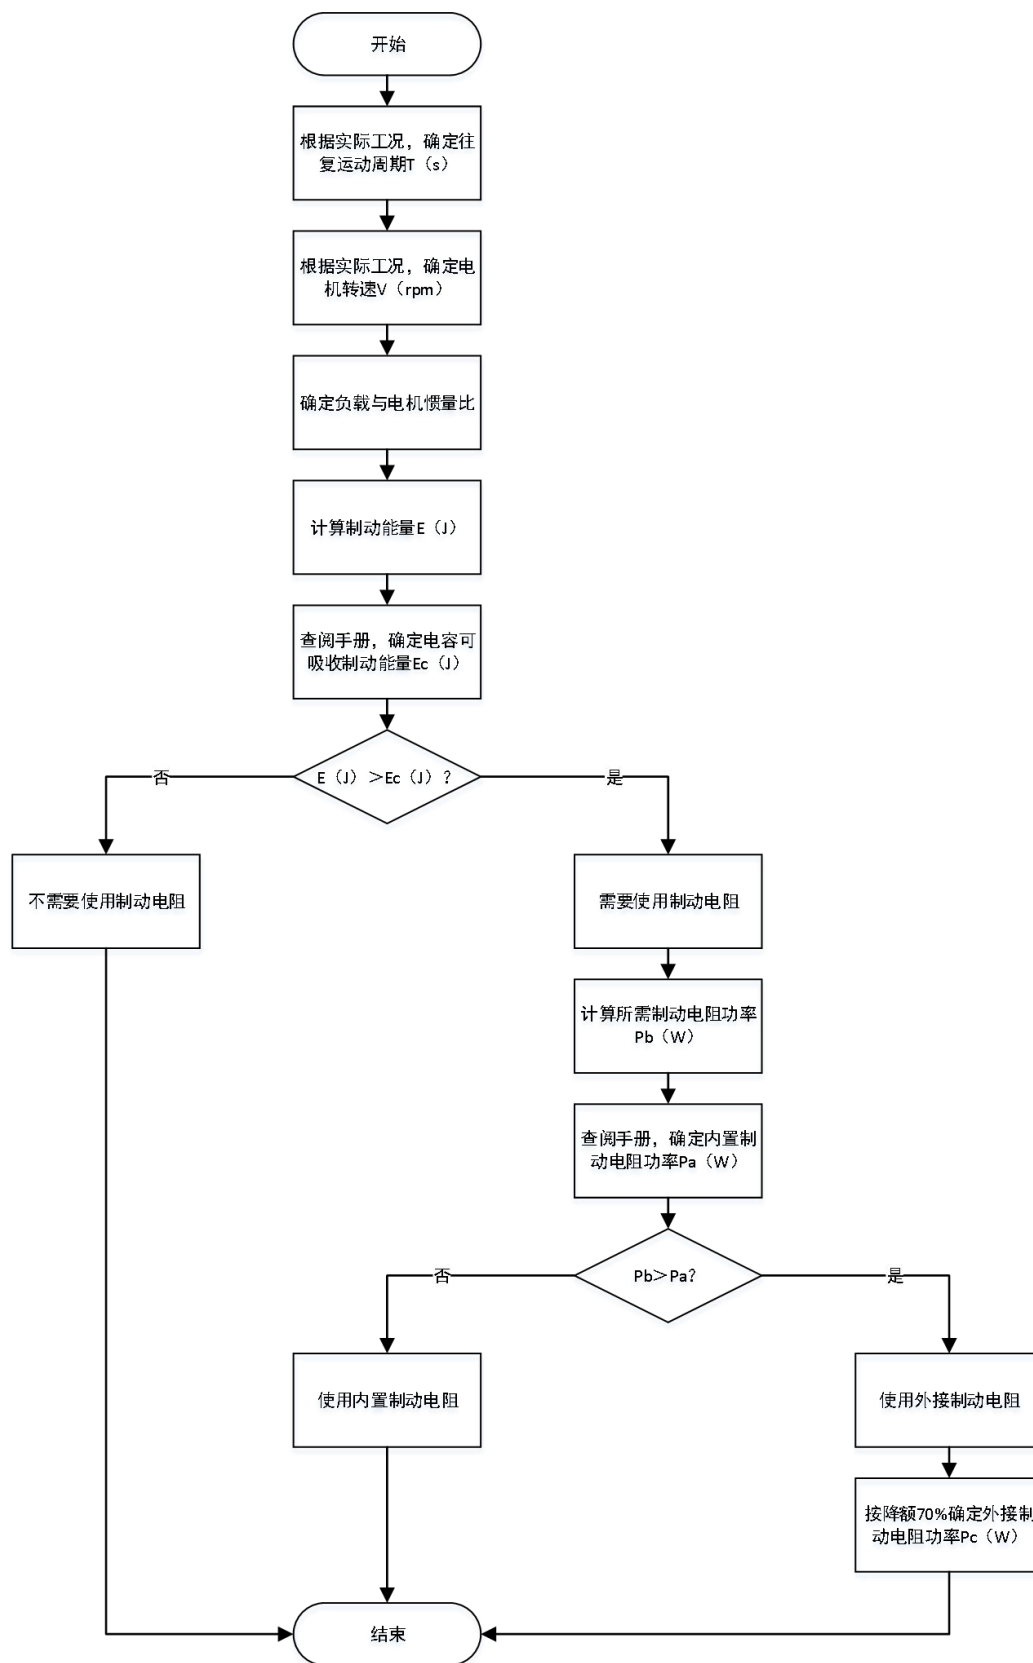 开始
根据实际工况，确定往
复运动周期T（s）
根据实际工况，确定电
机转速V（rpm）
确定负载与电机惯量比
计算制动能量E（J）
查阅手册，确定电容可
吸收制动能量Ec（J）
E（J）＞Ec（J）？
否
是
不需要使用制动电阻
需要使用制动电阻
计算所需制动电阻功率
Pb（W）
查阅手册，确定内置制
动电阻功率Pa（W）
Pb＞Pa？
否
是
使用内置制动电阻
使用外接制动电阻
按降额70%确定外接制
动电阻功率Pc（W）
结束